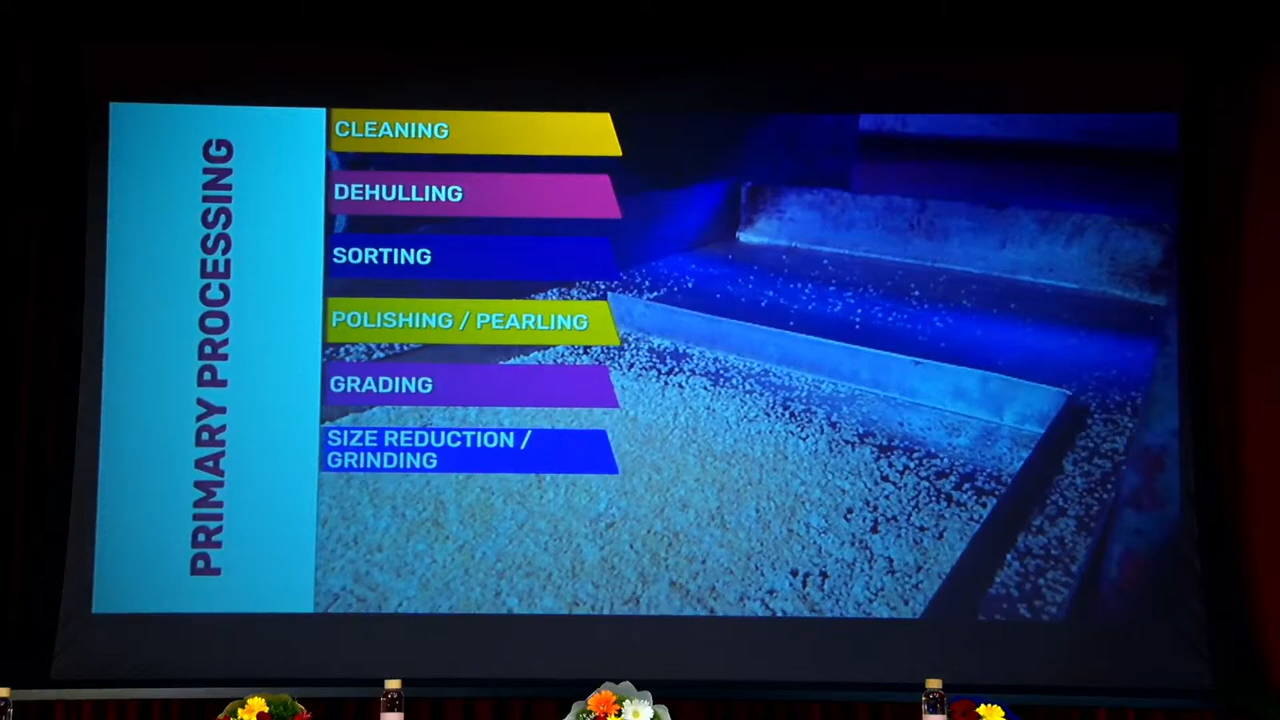 PRIMARY PROCESSING
CLEANING
DEHULLING
SORTING
POLISHING / PEARLING
GRADING
SIZE REDUCTION /
GRINDING